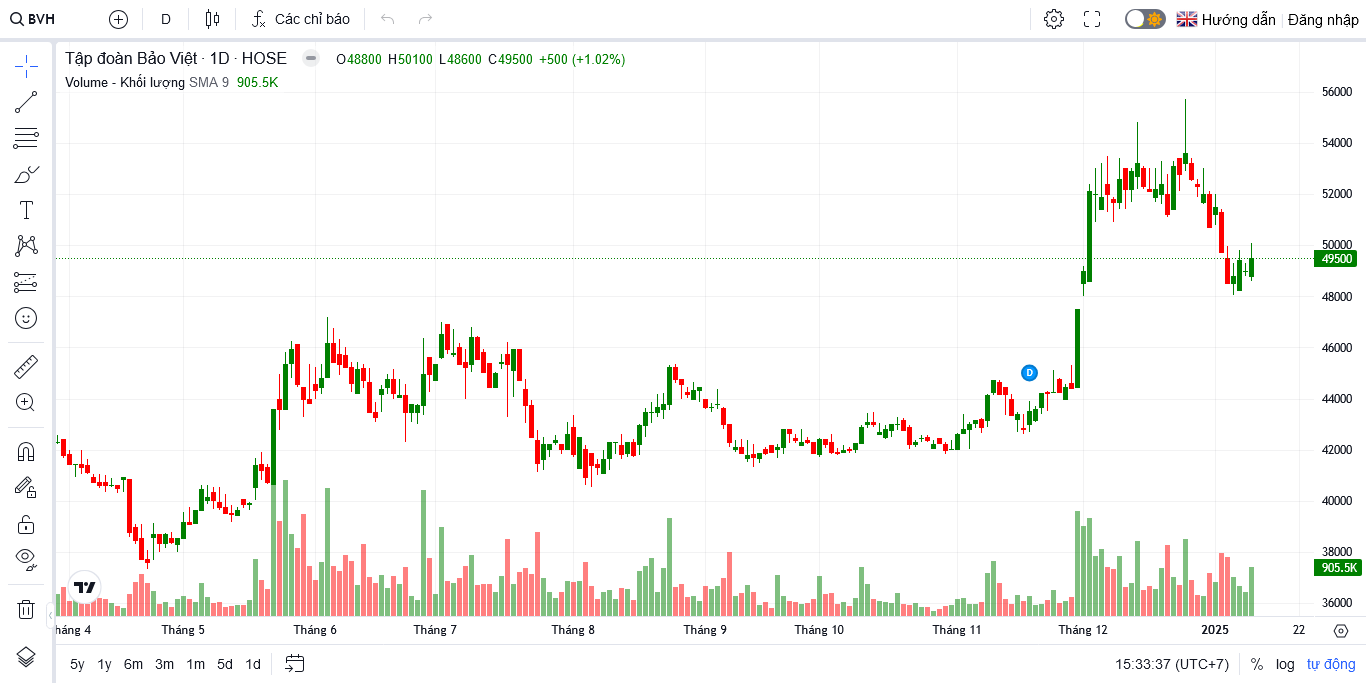 BVH D Các chỉ báo Hướng dẫn Đăng nhập
Tập đoàn Bảo Việt · 1D · HOSE O48800 H50100 L48600 C49500 +500 (+1.02%)
Volume - Khối lượng SMA 9 905.5K
56000
54000
52000
50000
49500
48000
46000
44000
D
42000
40000
38000
905.5K
36000
háng 4 Tháng 5 Tháng 6 Tháng 7 Tháng 8 Tháng 9 Tháng 10 Tháng 11 Tháng 12 2025 22
5y 1y 6m 3m 1m 5d 1d 15:33:37 (UTC+7) % log tự động